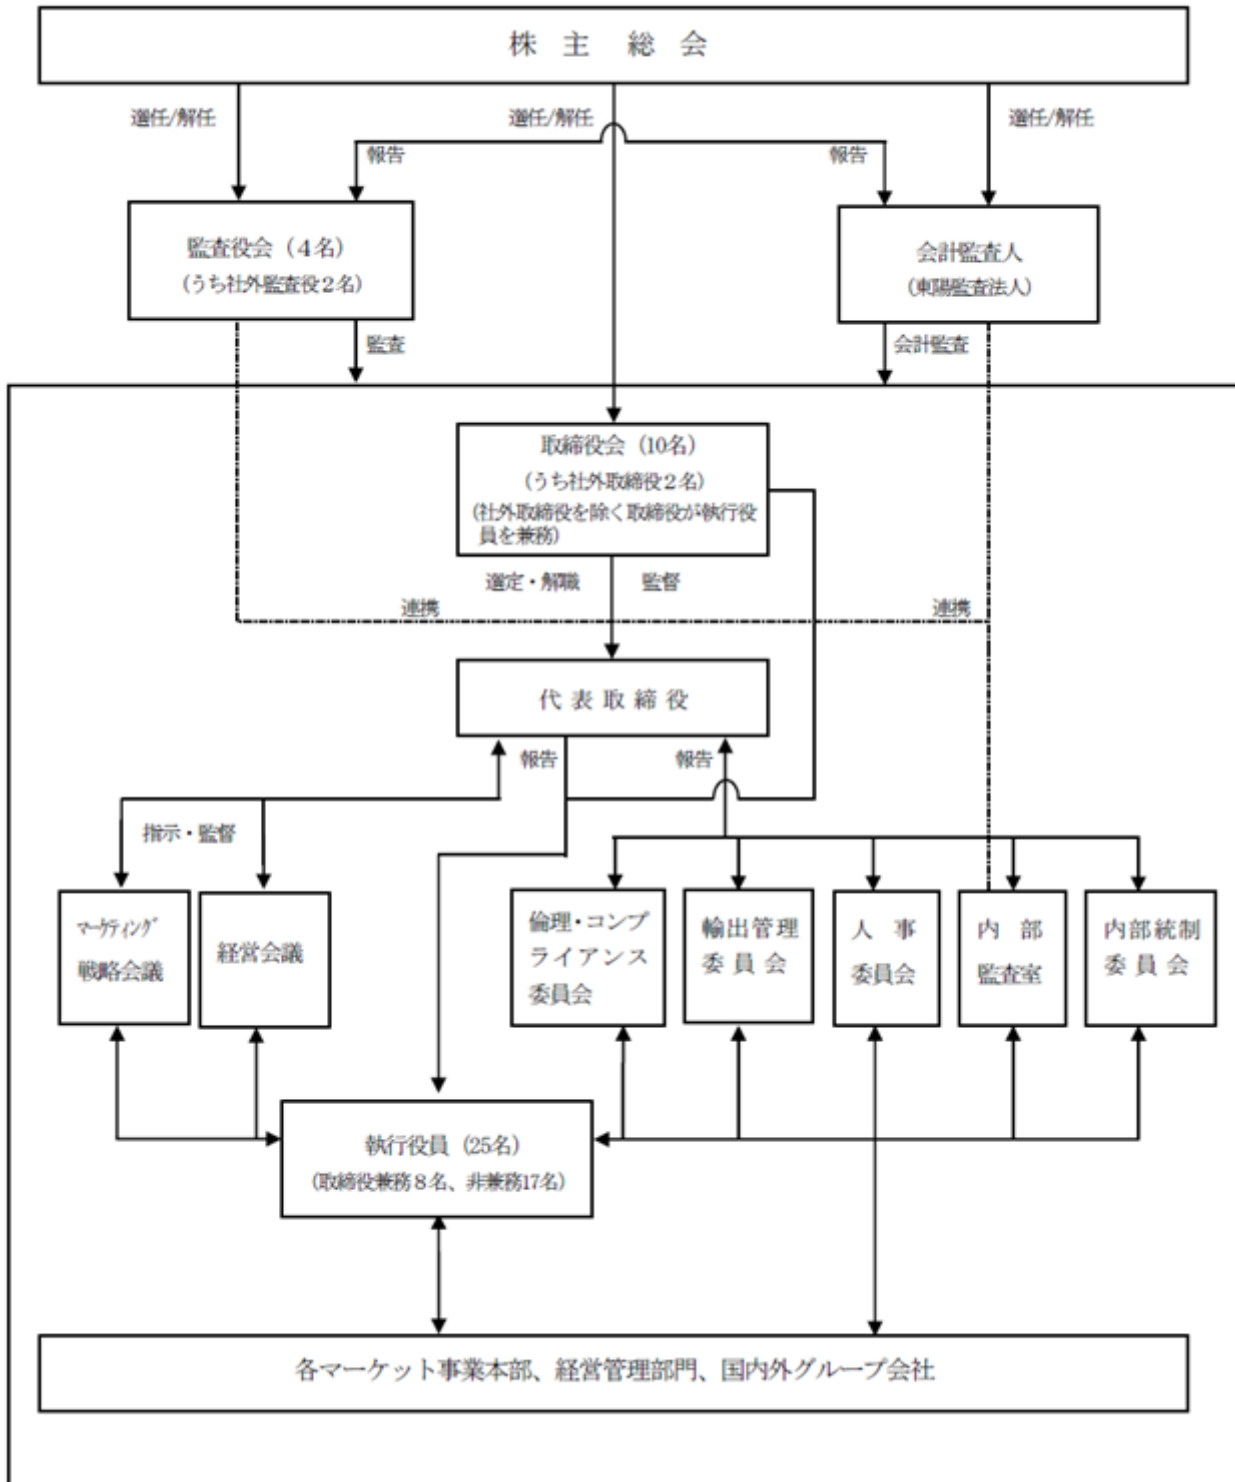 株 主 総 会
選任/解任
選任/解任
選任/解任
報告
報告
監査役会（４名）
（うち社外監査役２名）
会計監査人
（東陽監査法人）
監査
会計監査
取締役会（10名）
（うち社外取締役２名）
（社外取締役を除く取締役が執行役
員を兼務）
選定・解職
監督
連携
連携
代 表 取 締 役
報告
報告
指示・監督
マーケティング
戦略会議
経営会議
倫理・コンプ
ライアンス
委員会
輸出管理
委 員 会
人 事
委員会
内 部
監査室
内部統制
委 員 会
執行役員（25名）
（取締役兼務８名、非兼務17名）
各マーケット事業本部、経営管理部門、国内外グループ会社